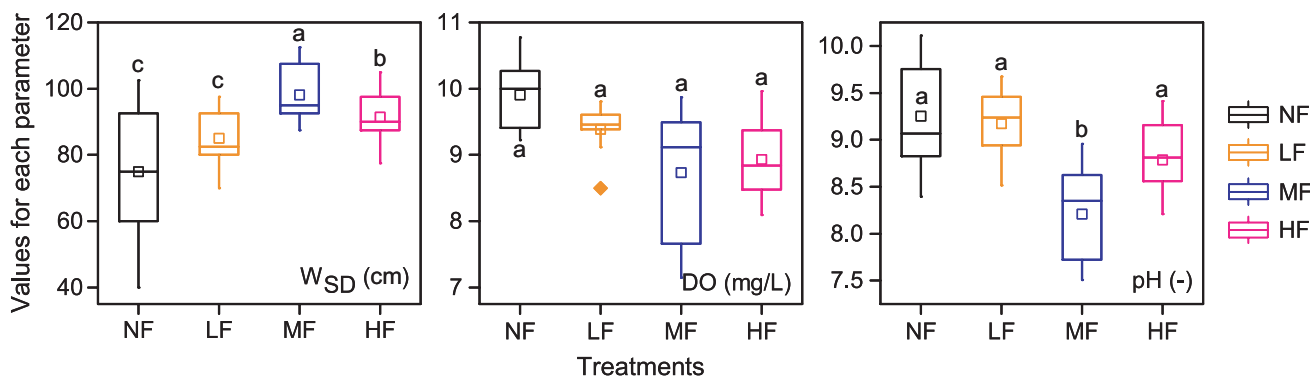 Values for each parameter
120
100
80
60
40
c
c
a
b
W_SD (cm)
NF
LF
MF
HF
11
10
9
8
7
a
a
a
a
DO (mg/L)
NF
LF
MF
HF
10.0
9.5
9.0
8.5
8.0
7.5
a
a
b
a
pH (-)
NF
LF
MF
HF
NF
LF
MF
HF
Treatments